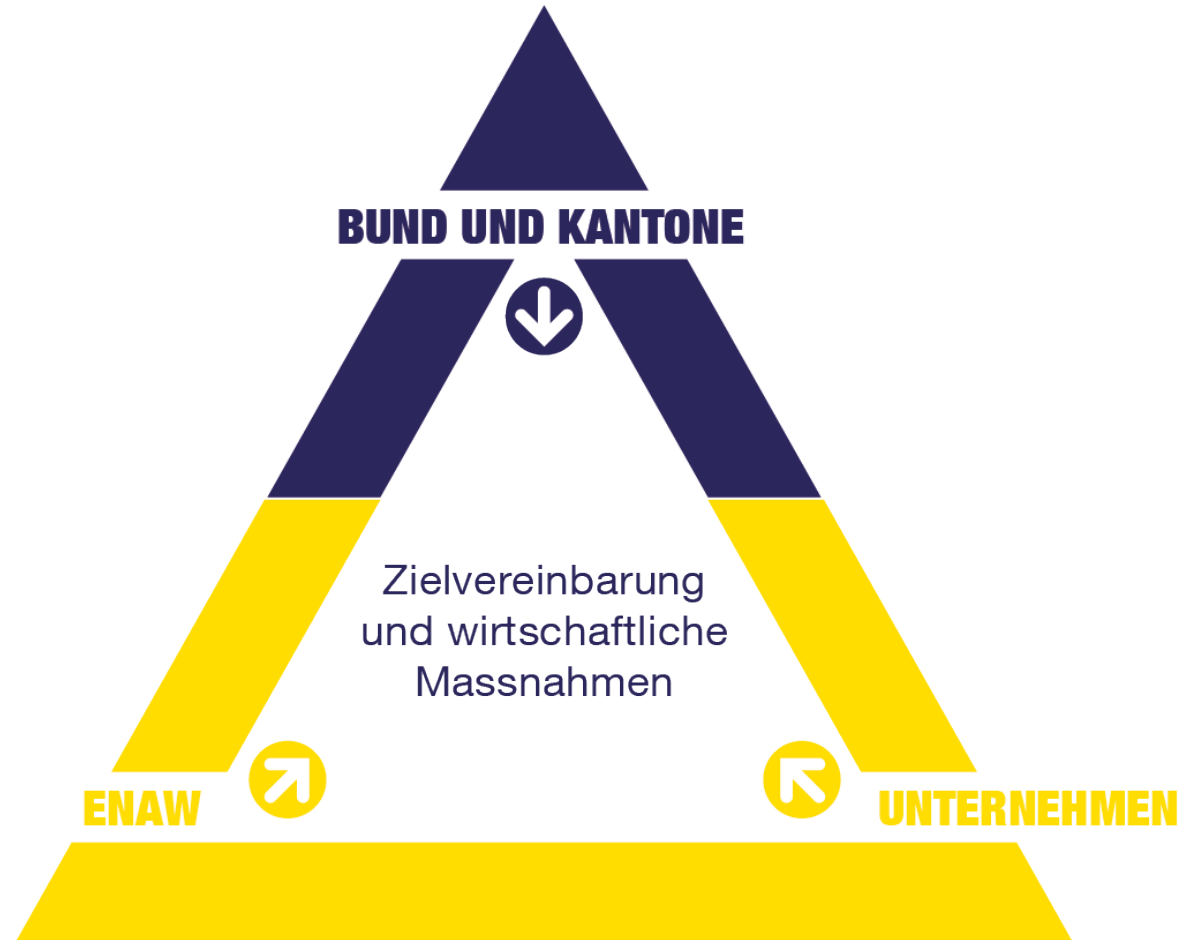 BUND UND KANTONE
Zielvereinbarung
und wirtschaftliche
Massnahmen
ENAW
UNTERNEHMEN